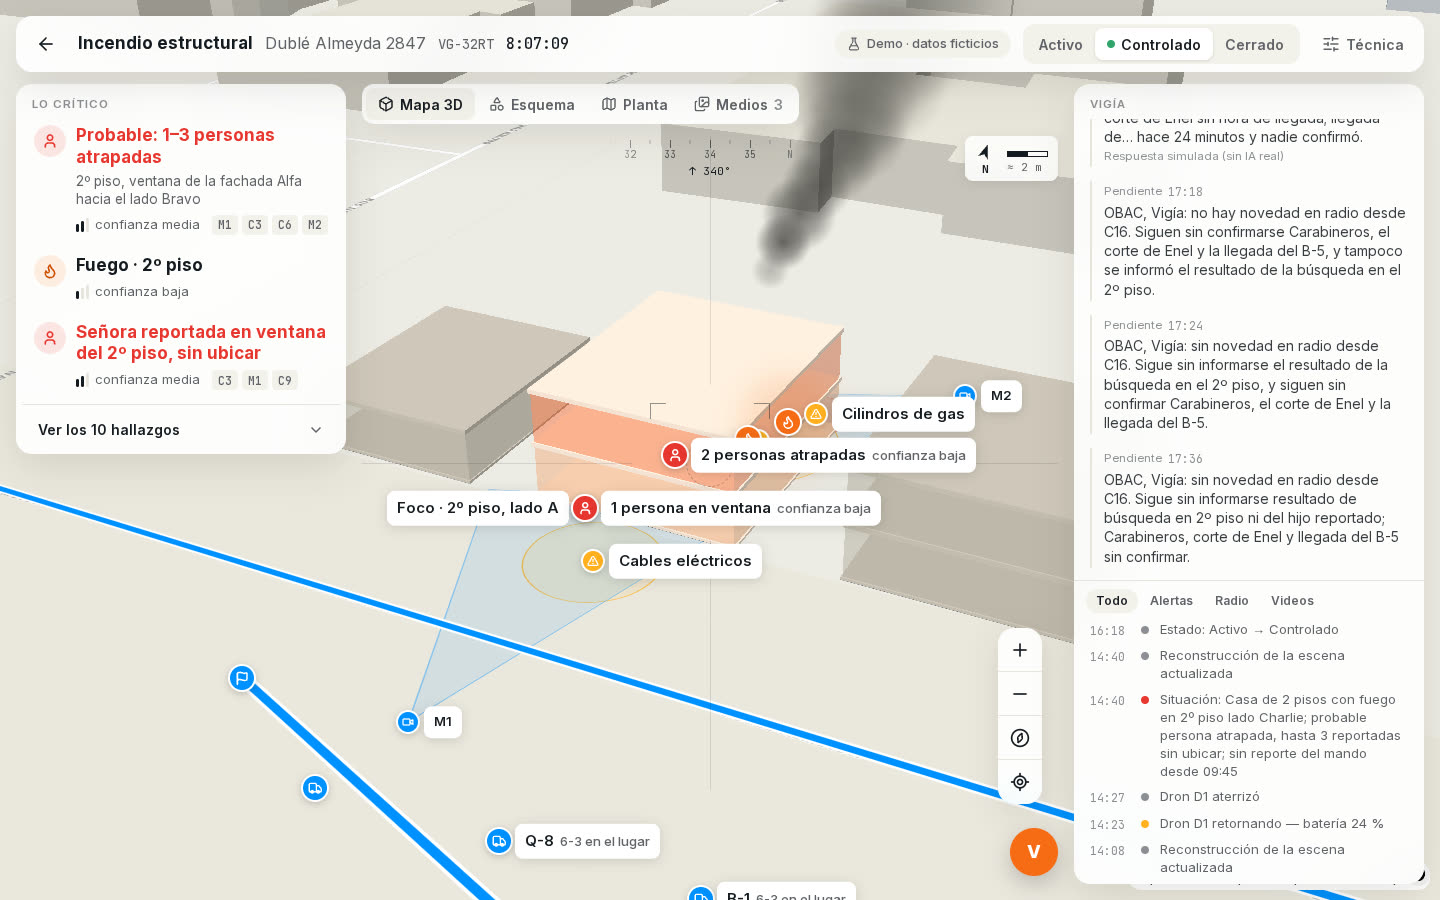 Incendio estructural Dublé Almeyda 2847 VG-32RT 8:07:09
Demo · datos ficticios
Activo Controlado Cerrado
Técnica
LO CRÍTICO
Probable: 1–3 personas
atrapadas
2º piso, ventana de la fachada Alfa
hacia el lado Bravo
confianza media M1 C3 C6 M2
Fuego · 2º piso
confianza baja
Señora reportada en ventana
del 2º piso, sin ubicar
confianza media C3 M1 C9
Ver los 10 hallazgos
Mapa 3D Esquema Planta Medios 3
32 33 34 35 N
↑ 340°
N
≈ 2 m
M2
Cilindros de gas
2 personas atrapadas confianza baja
Foco · 2º piso, lado A
1 persona en ventana confianza baja
Cables eléctricos
M1
Q-8 6-3 en el lugar
B-1 6-3 en el lugar
V
VIGÍA
corte de Enel sin hora de llegada, llegada
de… hace 24 minutos y nadie confirmó.
Respuesta simulada (sin IA real)
Pendiente 17:18
OBAC, Vigía: no hay novedad en radio desde
C16. Siguen sin confirmarse Carabineros, el
corte de Enel y la llegada del B-5, y tampoco
se informó el resultado de la búsqueda en el
2º piso.
Pendiente 17:24
OBAC, Vigía: sin novedad en radio desde
C16. Sigue sin informarse el resultado de la
búsqueda en el 2º piso, y siguen sin
confirmar Carabineros, el corte de Enel y la
llegada del B-5.
Pendiente 17:36
OBAC, Vigía: sin novedad en radio desde
C16. Sigue sin informarse resultado de
búsqueda en 2º piso ni del hijo reportado;
Carabineros, corte de Enel y llegada del B-5
sin confirmar.
Todo Alertas Radio Videos
16:18 Estado: Activo → Controlado
14:40 Reconstrucción de la escena
actualizada
14:40 Situación: Casa de 2 pisos con fuego
en 2º piso lado Charlie; probable
persona atrapada, hasta 3 reportadas
sin ubicar; sin reporte del mando
desde 09:45
14:27 Dron D1 aterrizó
14:23 Dron D1 retornando — batería 24 %
14:08 Reconstrucción de la escena
actualizada